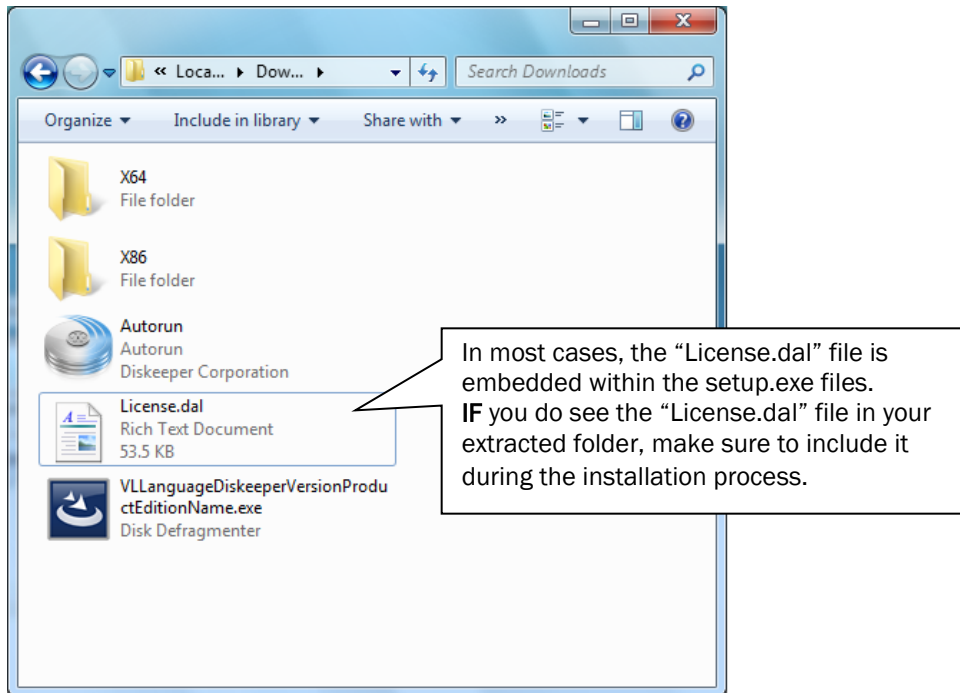 « Loca... ▸ Dow... ▸
Search Downloads
Organize ▾ Include in library ▾ Share with ▾ »
X64
File folder
X86
File folder
Autorun
Autorun
Diskeeper Corporation
License.dal
Rich Text Document
53.5 KB
VLLanguageDiskeeperVersionProdu
ctEditionName.exe
Disk Defragmenter
In most cases, the “License.dal” file is
embedded within the setup.exe files.
IF you do see the “License.dal” file in your
extracted folder, make sure to include it
during the installation process.